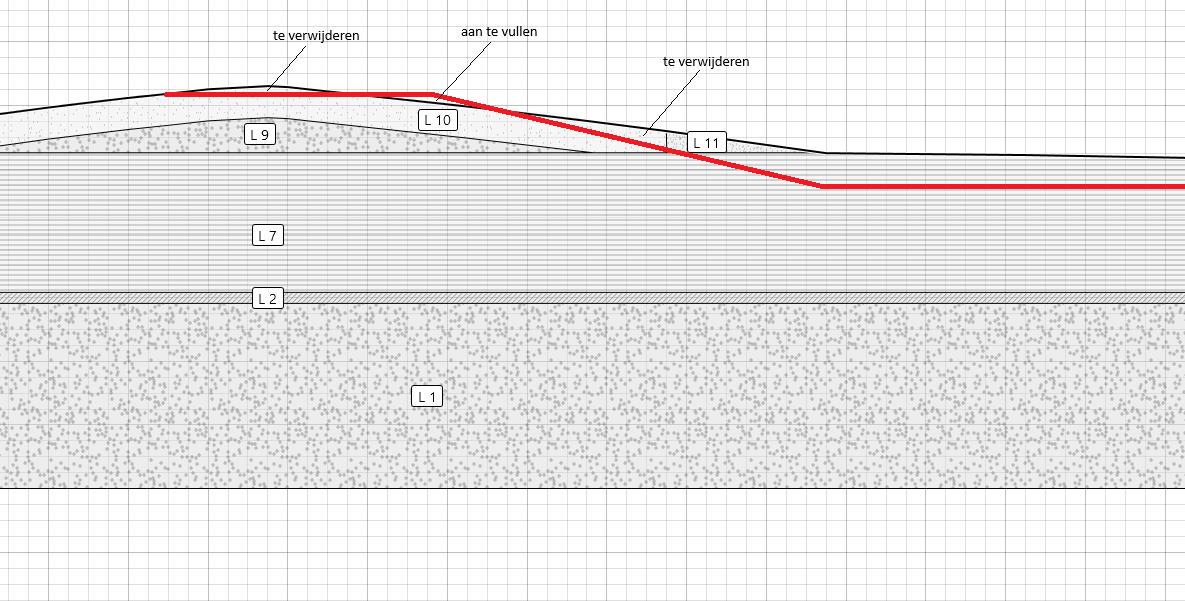 te verwijderen
aan te vullen
te verwijderen
L 10
L 9
L 11
L 7
L 2
L 1